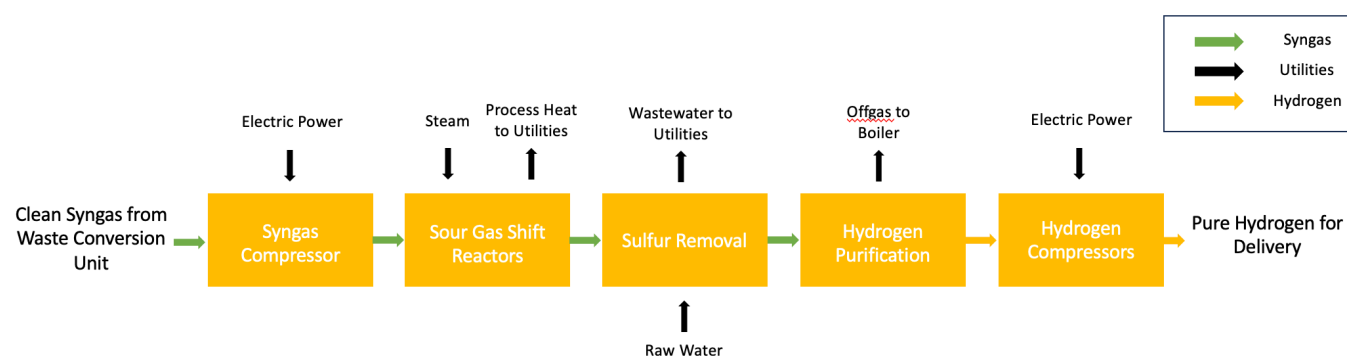 Syngas
Utilities
Hydrogen
Electric Power
Steam
Process Heat
to Utilities
Wastewater to
Utilities
Offgas to
Boiler
Electric Power
Clean Syngas from
Waste Conversion
Unit
Syngas
Compressor
Sour Gas Shift
Reactors
Sulfur Removal
Hydrogen
Purification
Hydrogen
Compressors
Pure Hydrogen for
Delivery
Raw Water